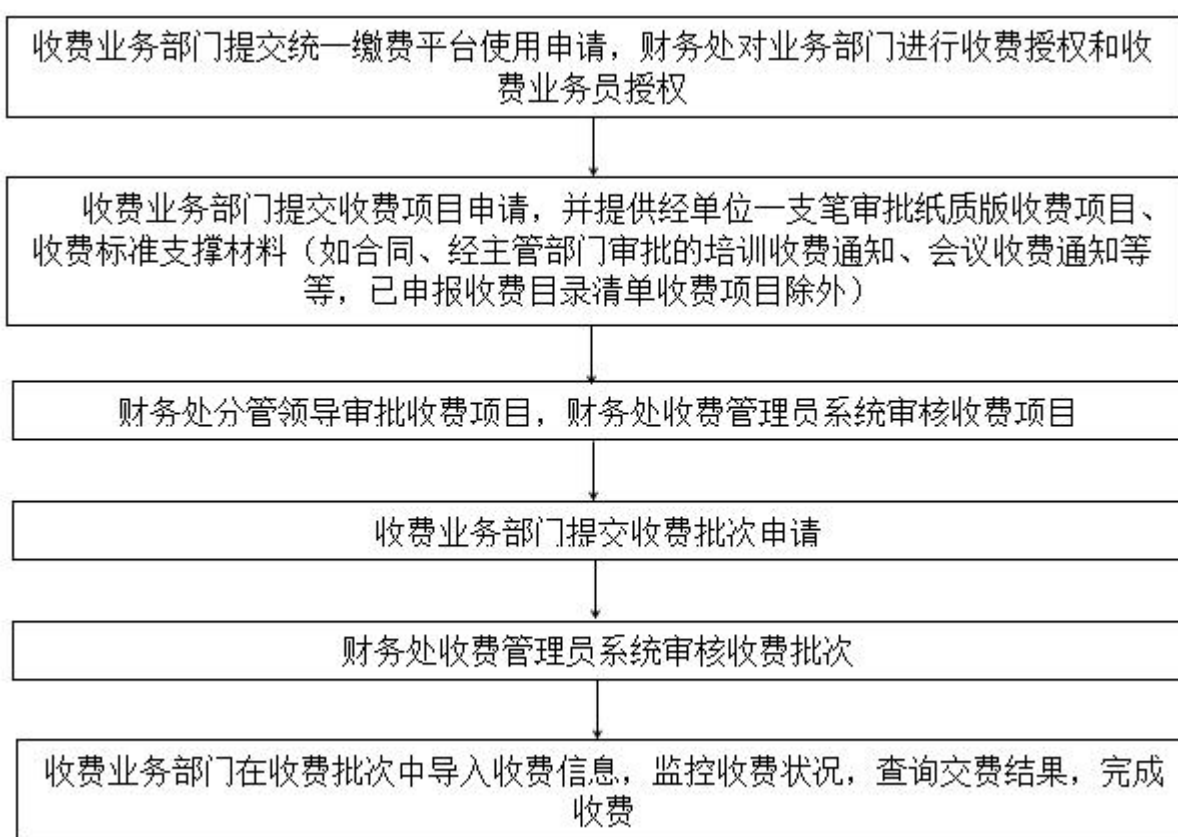 收费业务部门提交统一缴费平台使用申请，财务处对业务部门进行收费授权和收
费业务员授权
收费业务部门提交收费项目申请，并提供经单位一支笔审批纸质版收费项目、
收费标准支撑材料（如合同、经主管部门审批的培训收费通知、会议收费通知等
等，已申报收费目录清单收费项目除外）
财务处分管领导审批收费项目，财务处收费管理员系统审核收费项目
收费业务部门提交收费批次申请
财务处收费管理员系统审核收费批次
收费业务部门在收费批次中导入收费信息，监控收费状况，查询交费结果，完成
收费